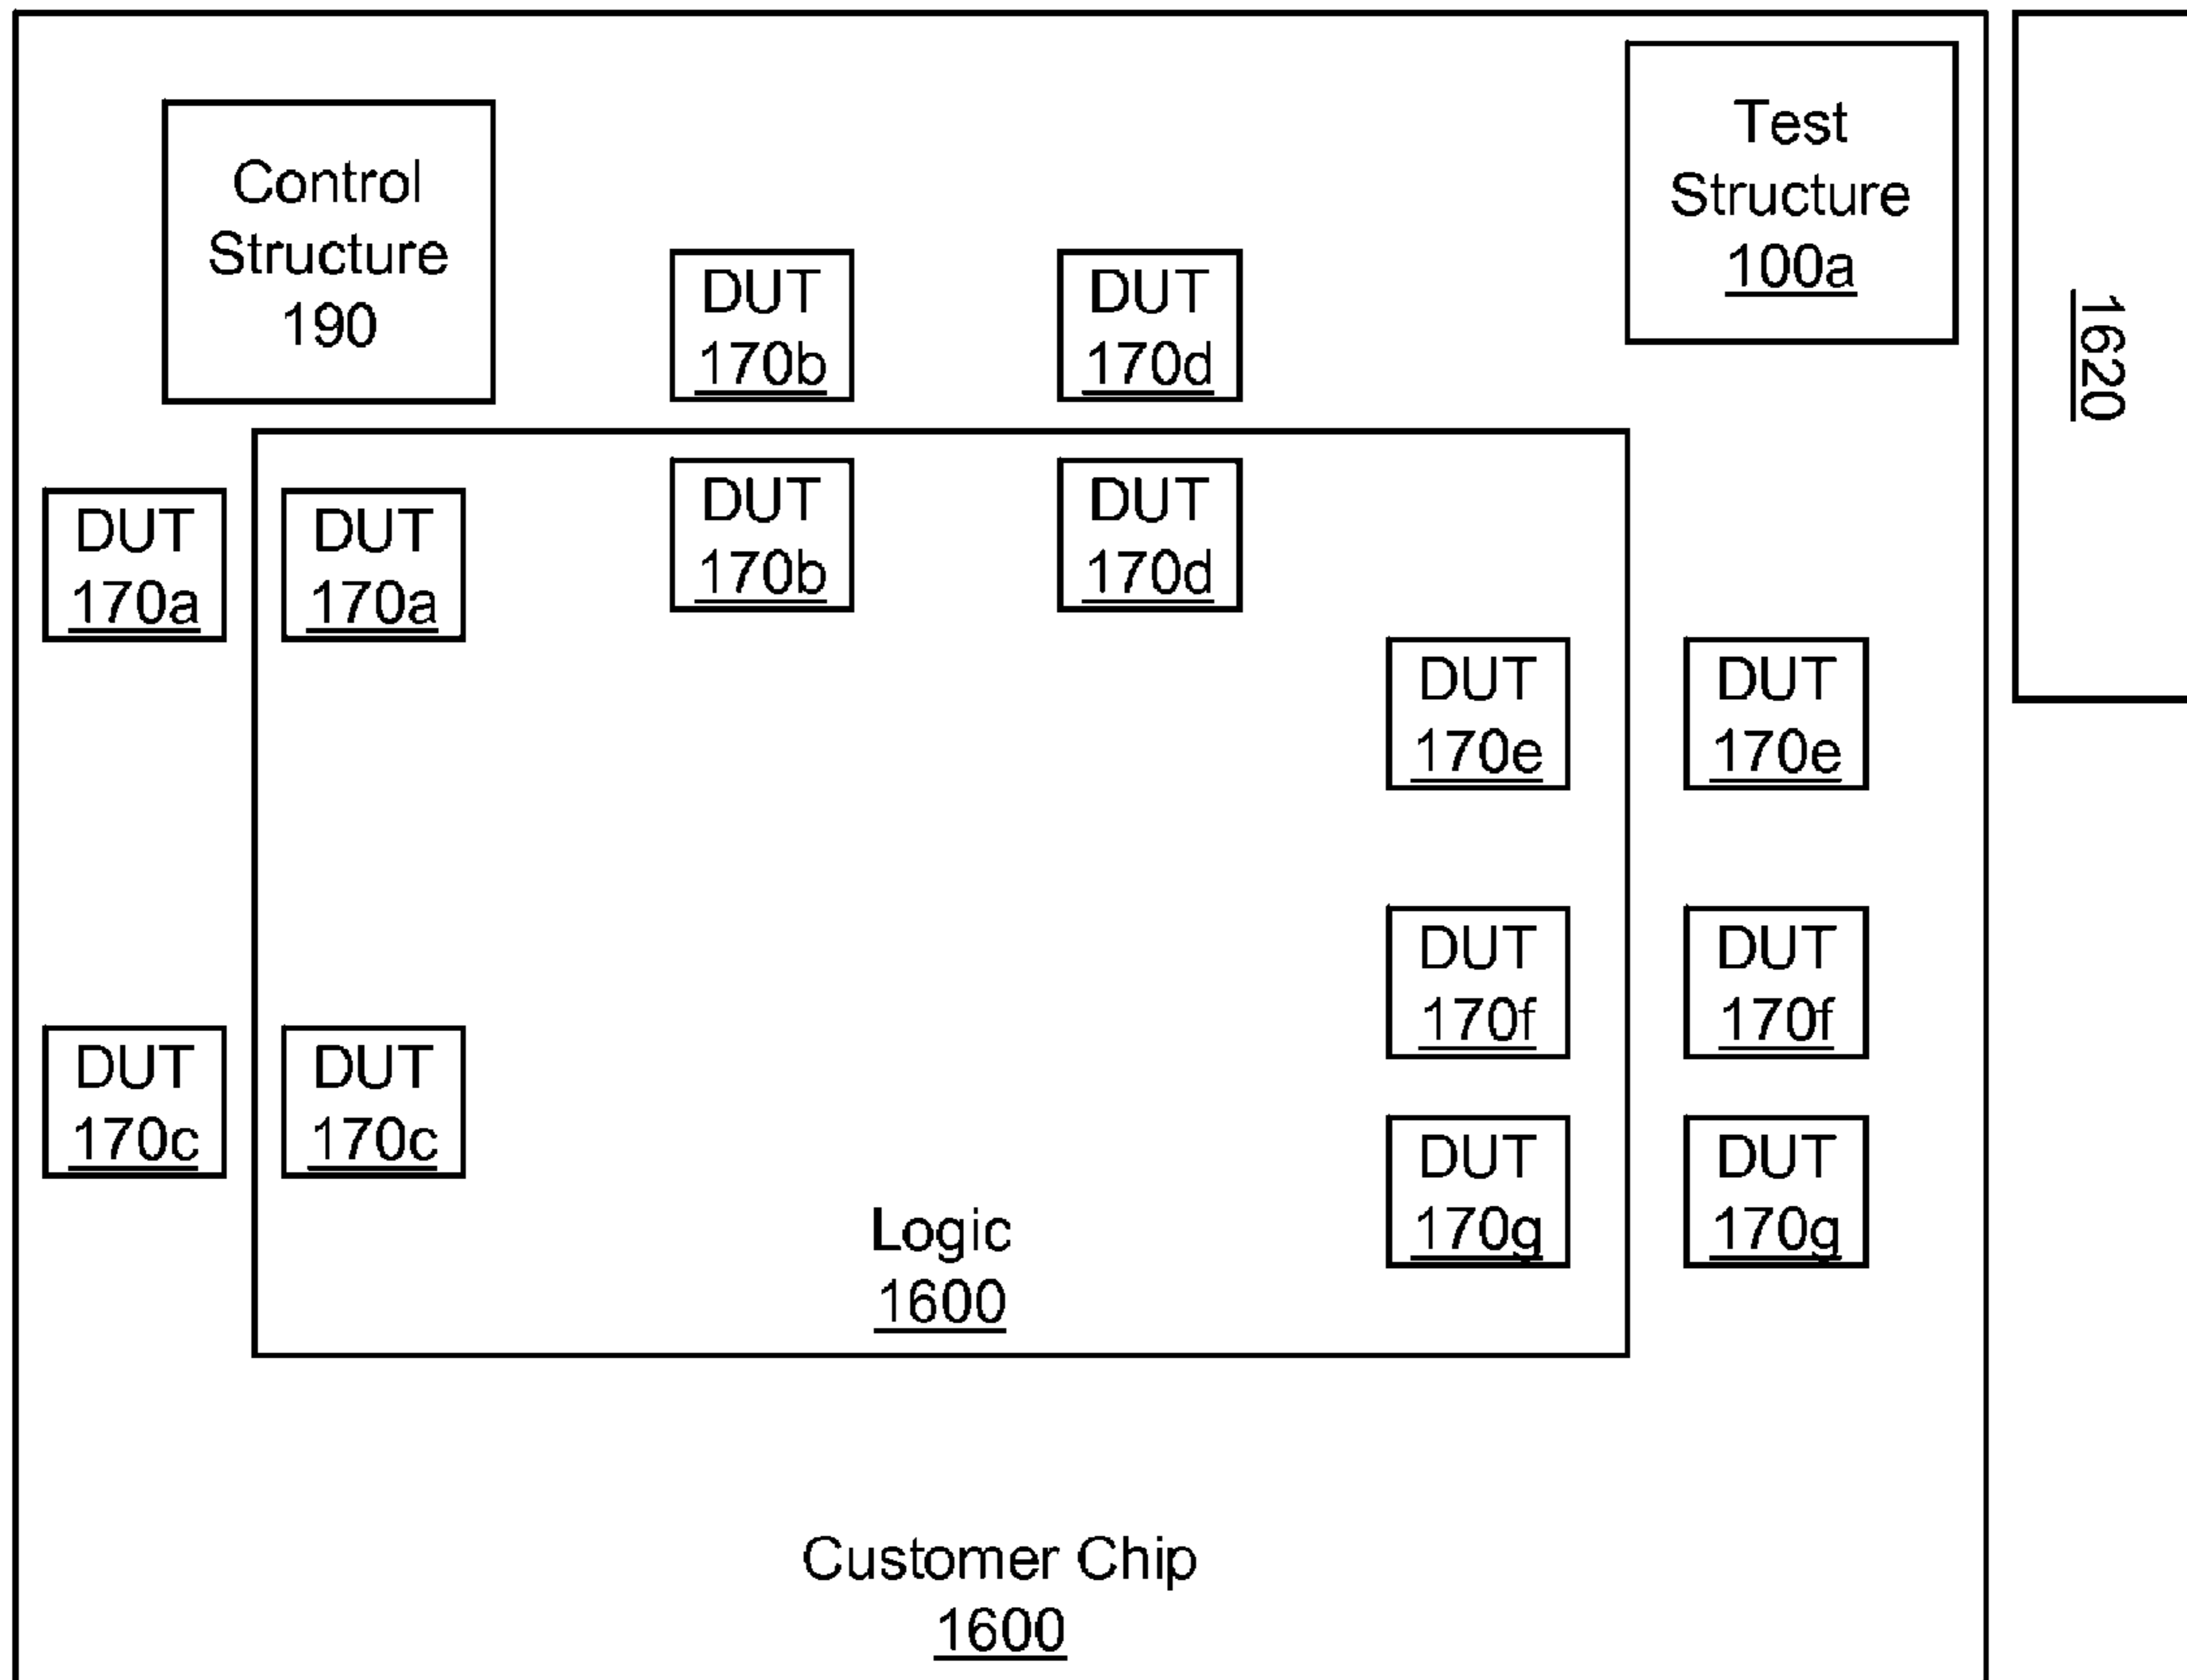 Control
Structure
190
Test
Structure
100a
1620
DUT
170b
DUT
170d
DUT
170a
DUT
170a
DUT
170b
DUT
170d
DUT
170e
DUT
170e
DUT
170f
DUT
170f
DUT
170c
DUT
170c
DUT
170g
DUT
170g
Logic
1600
Customer Chip
1600